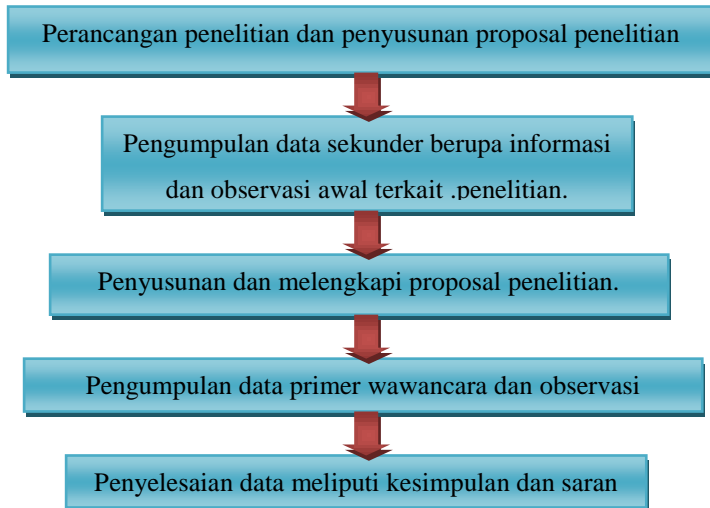 Perancangan penelitian dan penyusunan proposal penelitian
Pengumpulan data sekunder berupa informasi
dan observasi awal terkait .penelitian.
Penyusunan dan melengkapi proposal penelitian.
Pengumpulan data primer wawancara dan observasi
Penyelesaian data meliputi kesimpulan dan saran